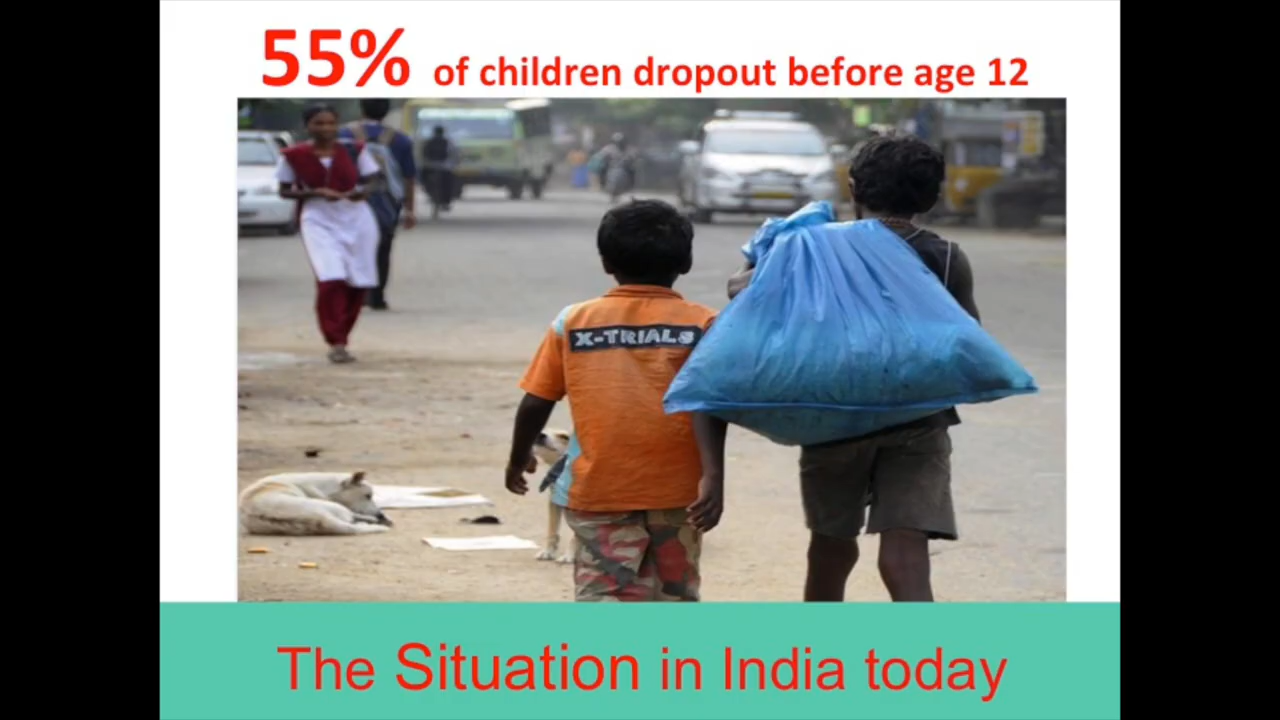 55% of children dropout before age 12
X-TRIALS
The Situation in India today